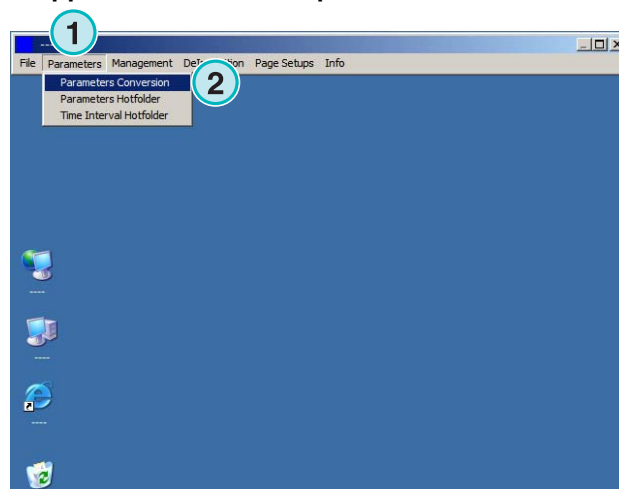 1
File Parameters Management Page Setups Info
Parameters Conversion
2
Parameters Hotfolder
Time Interval Hotfolder
----
----
----